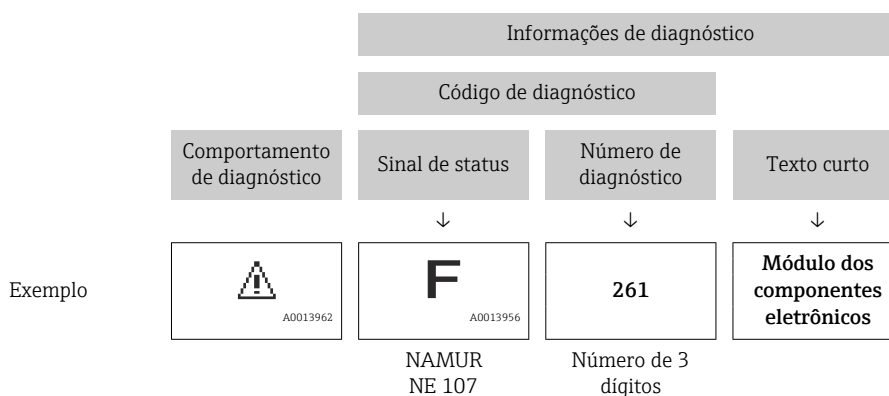 Informações de diagnóstico
Código de diagnóstico
Comportamento
de diagnóstico
Sinal de status
Número de
diagnóstico
Texto curto
Exemplo
A0013962
F
A0013956
261
Módulo dos
componentes
eletrônicos
NAMUR
NE 107
Número de 3
dígitos